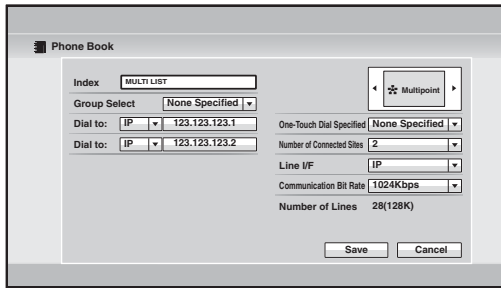 Phone Book
Index MULTI LIST
Multipoint
Group Select None Specified
Dial to: IP 123.123.123.1
Dial to: IP 123.123.123.2
One-Touch Dial Specified None Specified
Number of Connected Sites 2
Line I/F IP
Communication Bit Rate 1024Kbps
Number of Lines 28(128K)
Save Cancel